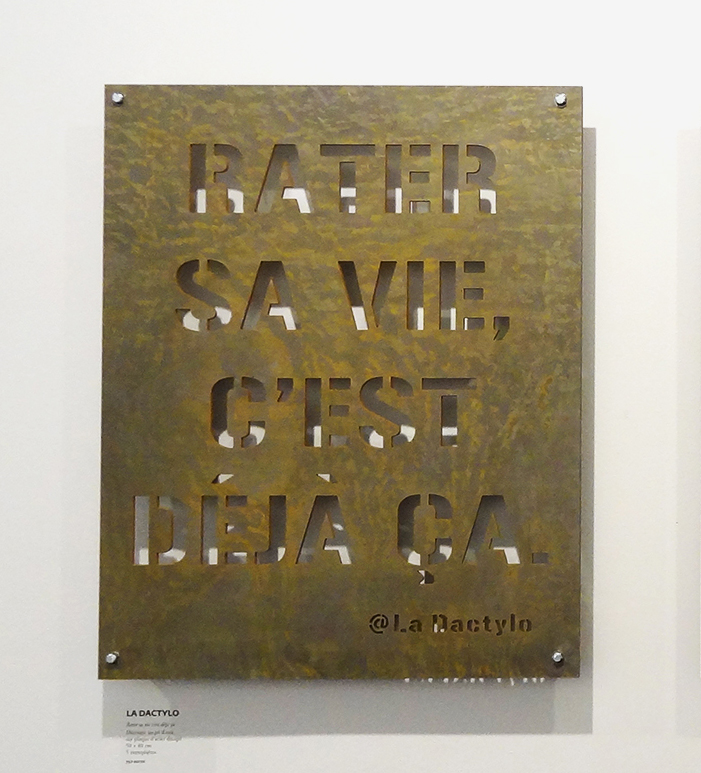 RATER
SA VIE,
C'EST
DÉJÀ ÇA.
@La Dactylo
LA DACTYLO